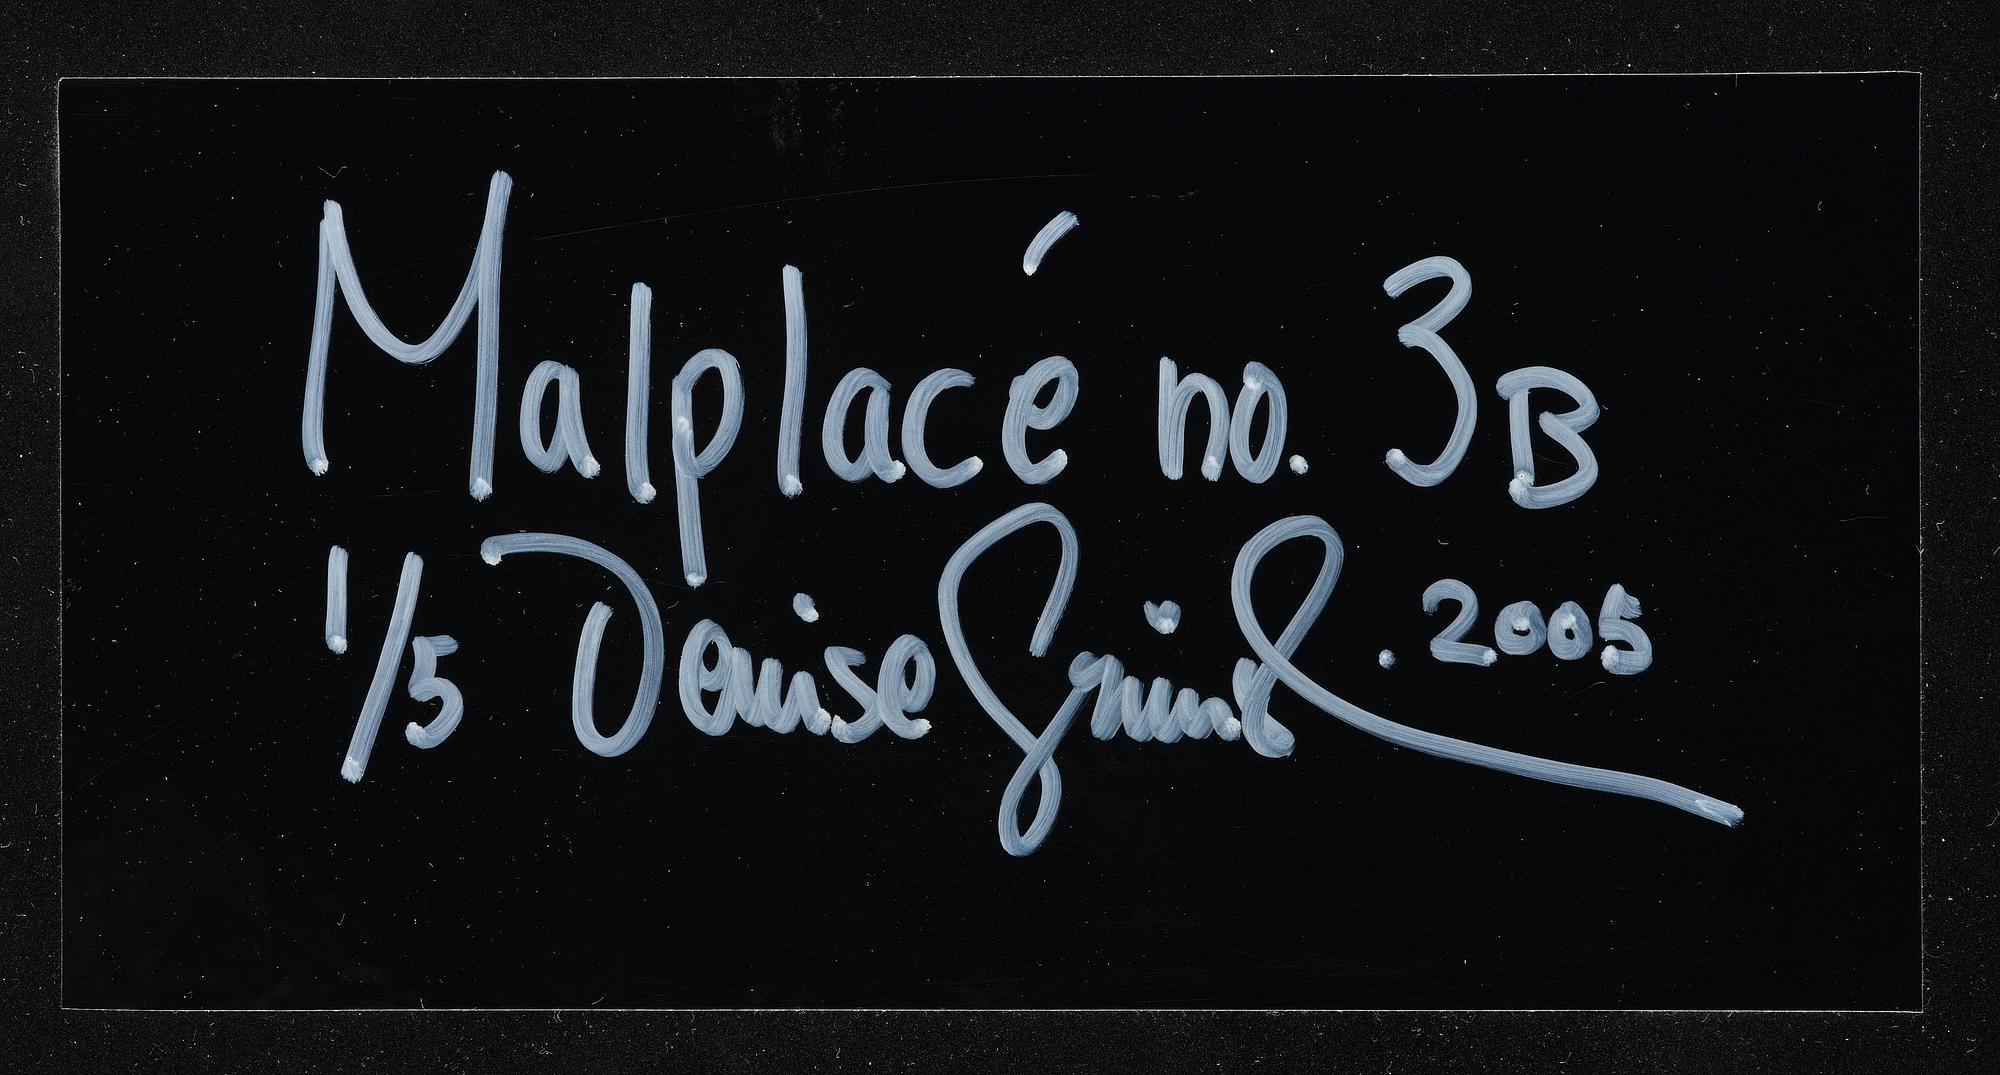 Malplacé no. 3B
1/5 Denise . 2005